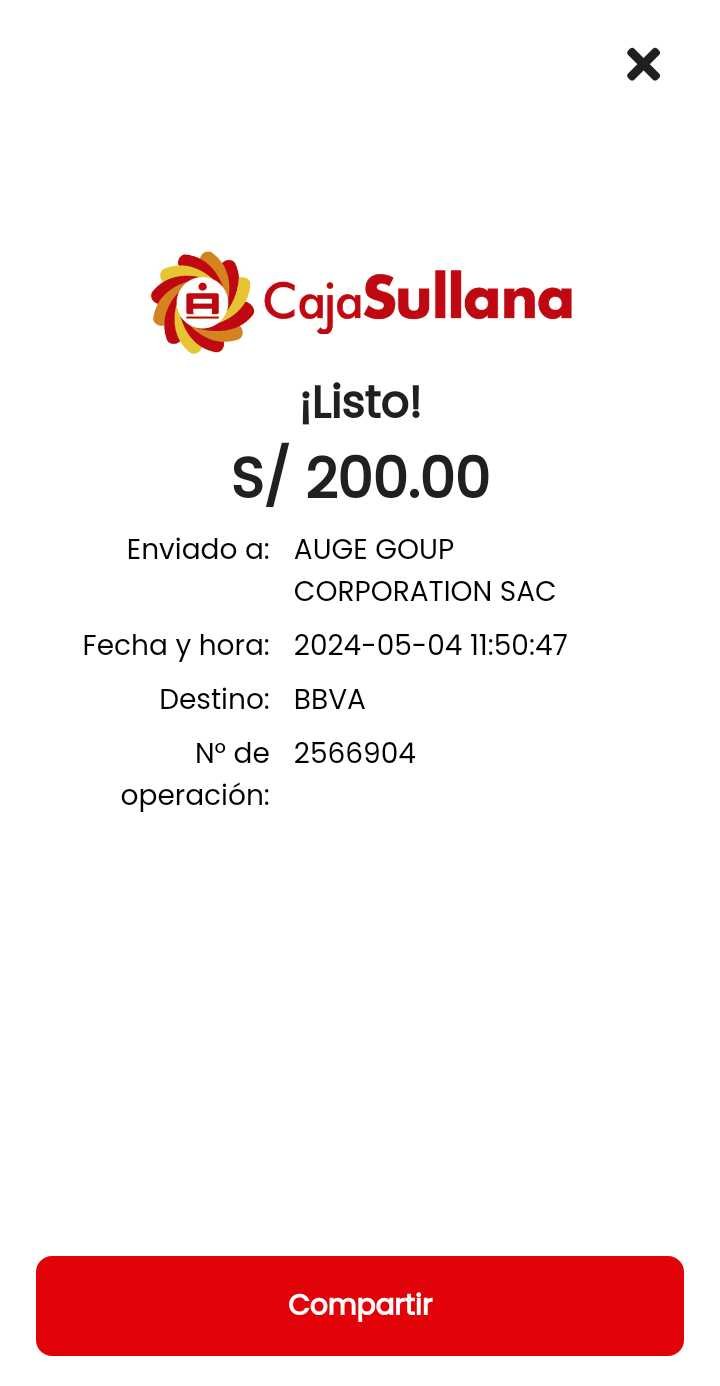 CajaSullana
¡Listo!
S/ 200.00
Enviado a: AUGE GOUP
CORPORATION SAC
Fecha y hora: 2024-05-04 11:50:47
Destino: BBVA
Nº de 2566904
operación:
Compartir